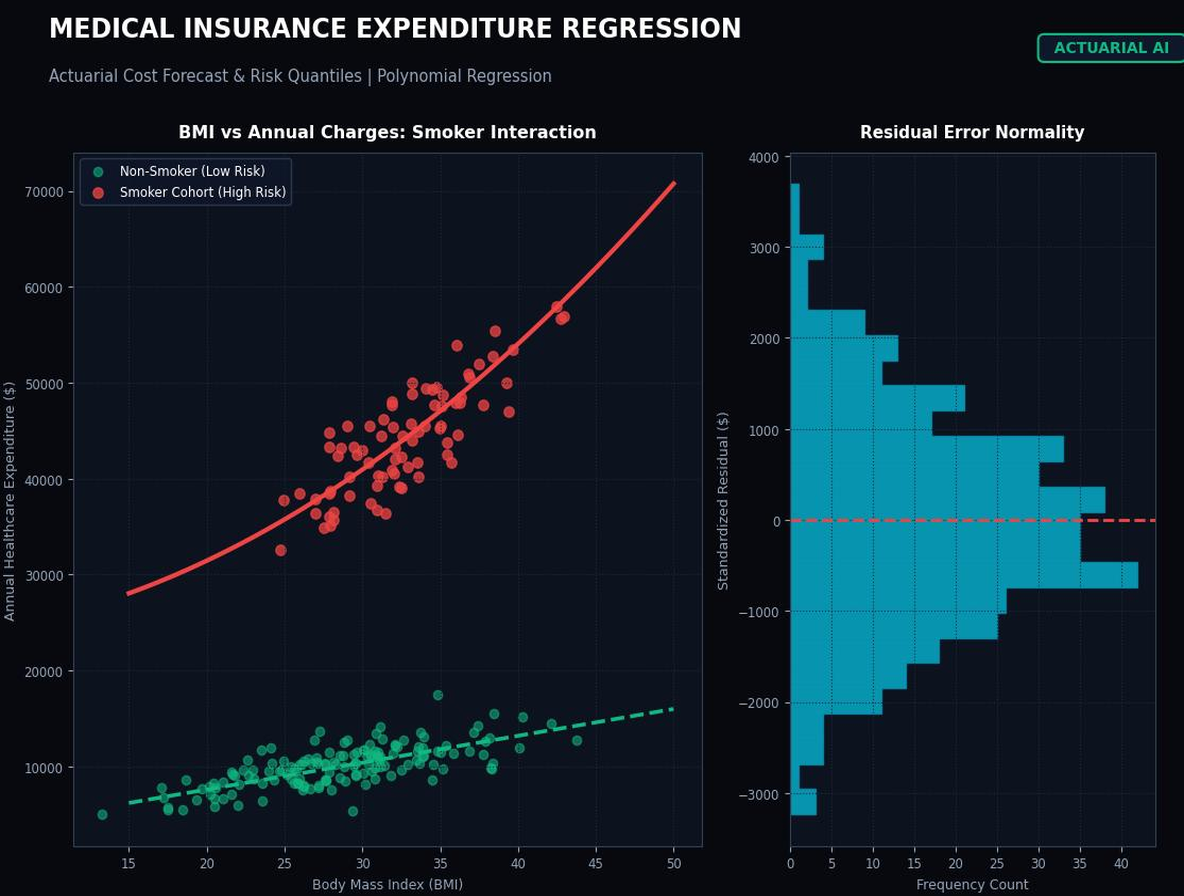 MEDICAL INSURANCE EXPENDITURE REGRESSION
ACTUARIAL AI
Actuarial Cost Forecast & Risk Quantiles | Polynomial Regression
BMI vs Annual Charges: Smoker Interaction
Non-Smoker (Low Risk)
Smoker Cohort (High Risk)
Annual Healthcare Expenditure ($)
70000
60000
50000
40000
30000
20000
10000
15 20 25 30 35 40 45 50
Body Mass Index (BMI)
Residual Error Normality
Standardized Residual ($)
4000
3000
2000
1000
0
−1000
−2000
−3000
0 5 10 15 20 25 30 35 40
Frequency Count